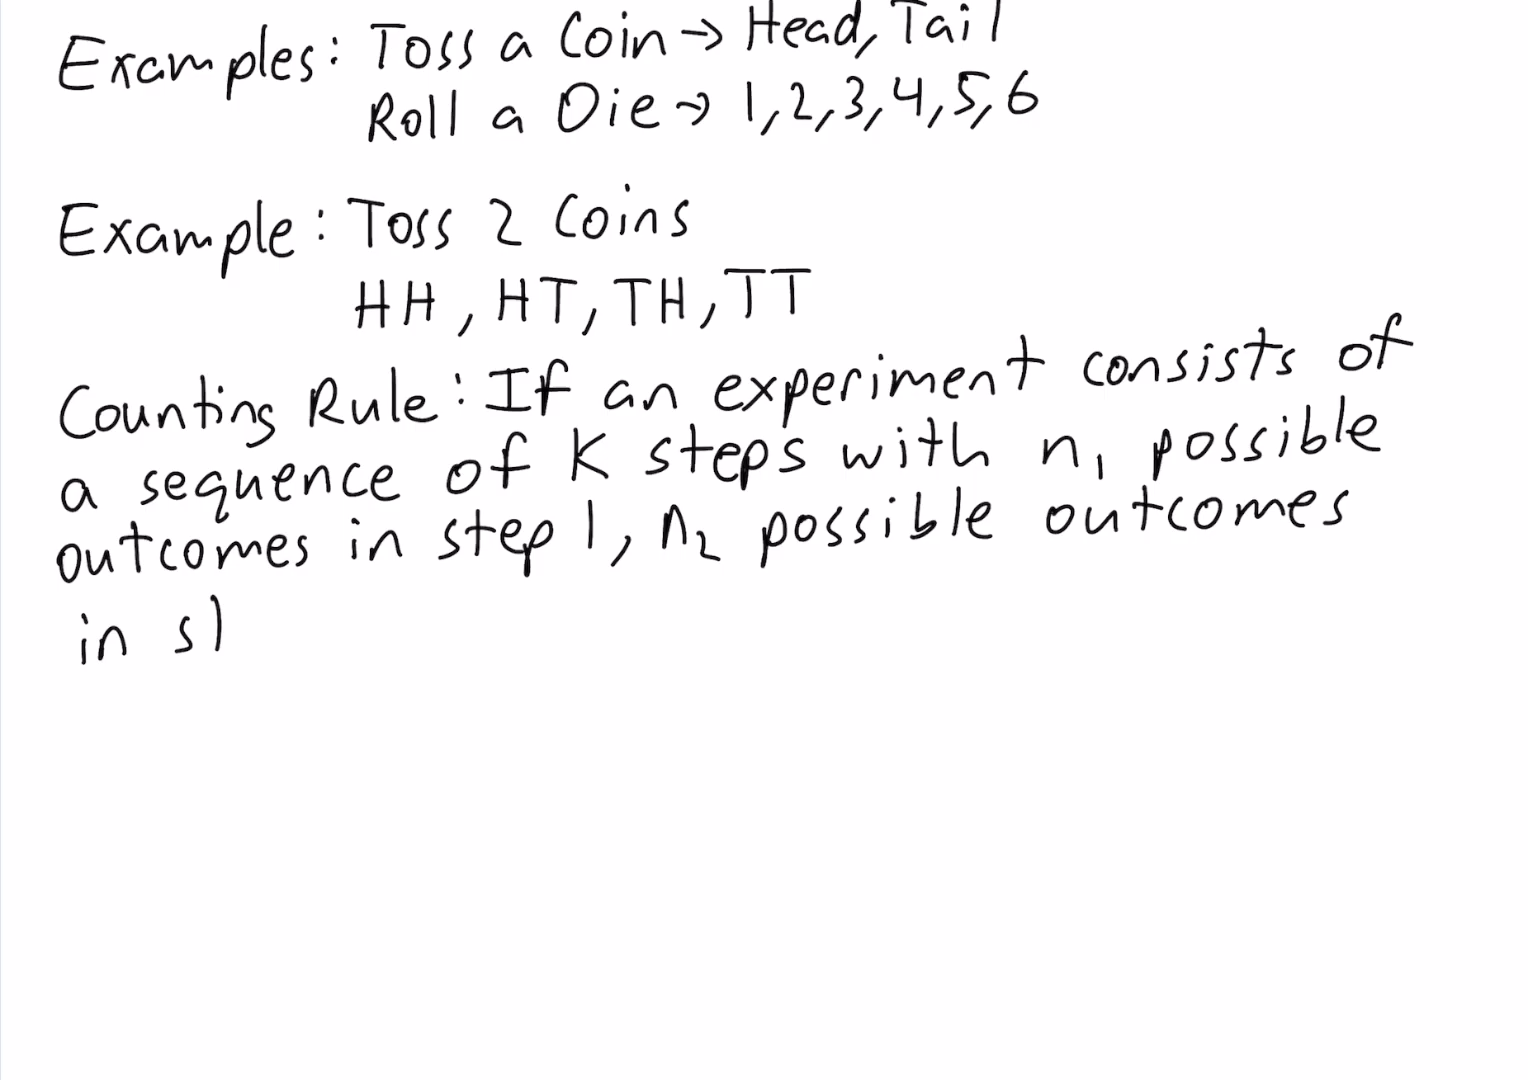 Examples: Toss a Coin → Head, Tail
Roll a Die → 1,2,3,4,5,6
Example: Toss 2 Coins
HH, HT, TH, TT
Counting Rule: If an experiment consists of
a sequence of K steps with n₁ possible
outcomes in step 1, n₂ possible outcomes
in s